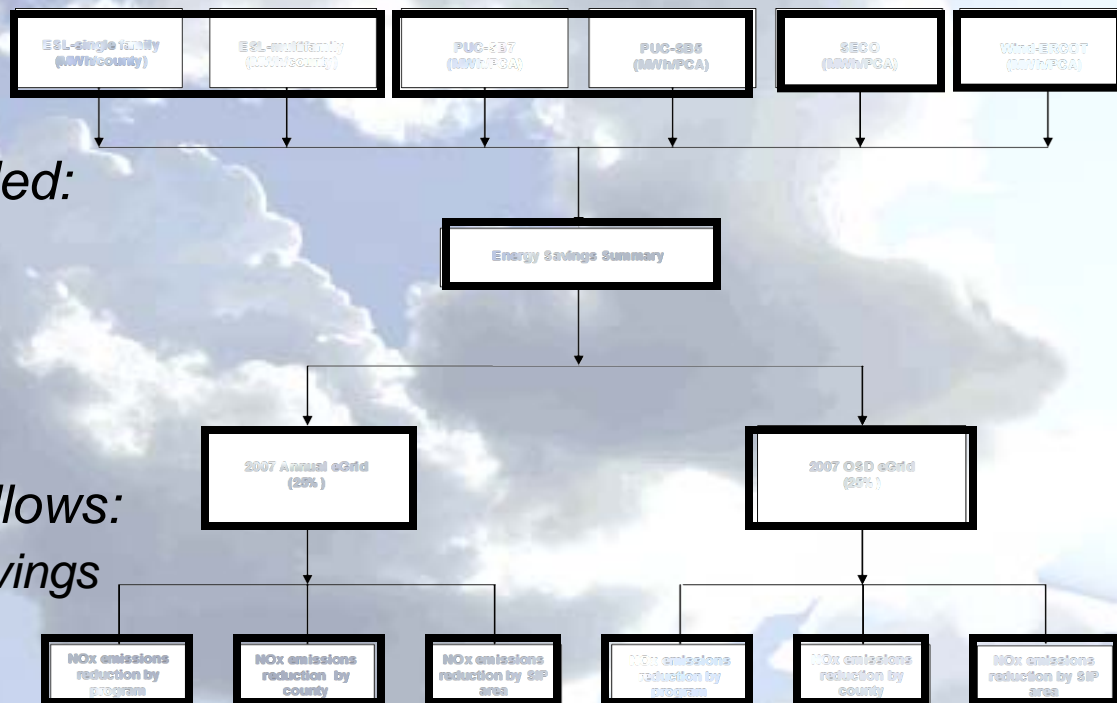 ESL-single family
(MWh/county)
ESL-multifamily
(MWh/county)
PUC-SB7
(MWh/PCA)
PUC-SB5
(MWh/PCA)
SECO
(MWh/PCA)
Wind-ERCOT
(MWh/PCA)
ed:
Energy Savings Summary
2007 Annual eGrid
(25%)
2007 OSD eGrid
(25%)
llows:
vings
NOx emissions
reduction by
program
NOx emissions
reduction by
county
NOx emissions
reduction by SIP
area
NOx emissions
reduction by
program
NOx emissions
reduction by
county
NOx emissions
reduction by SIP
area